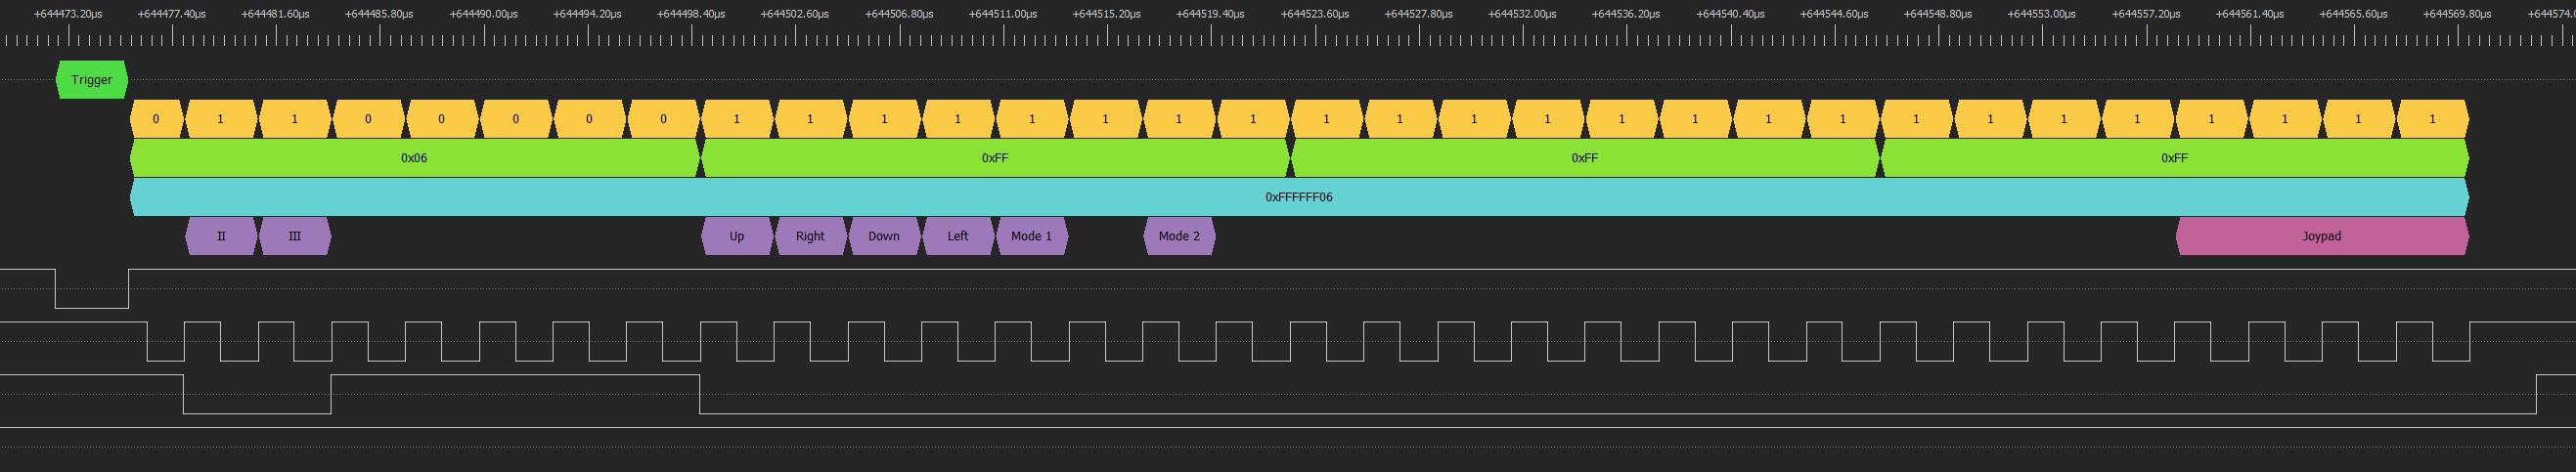 +644473.20µs +644477.40µs +644481.60µs +644485.80µs +644490.00µs +644494.20µs +644498.40µs +644502.60µs +644506.80µs +644511.00µs +644515.20µs +644519.40µs +644523.60µs +644527.80µs +644532.00µs +644536.20µs +644540.40µs +644544.60µs +644548.80µs +644553.00µs +644557.20µs +644561.40µs +644565.60µs +644569.80µs +644574.0
Trigger
0 1 1 0 0 0 0 0 1 1 1 1 1 1 1 1 1 1 1 1 1 1 1 1 1 1 1 1 1 1 1 1
0x06 0xFF 0xFF 0xFF
0xFFFFFF06
II III Up Right Down Left Mode 1 Mode 2 Joypad